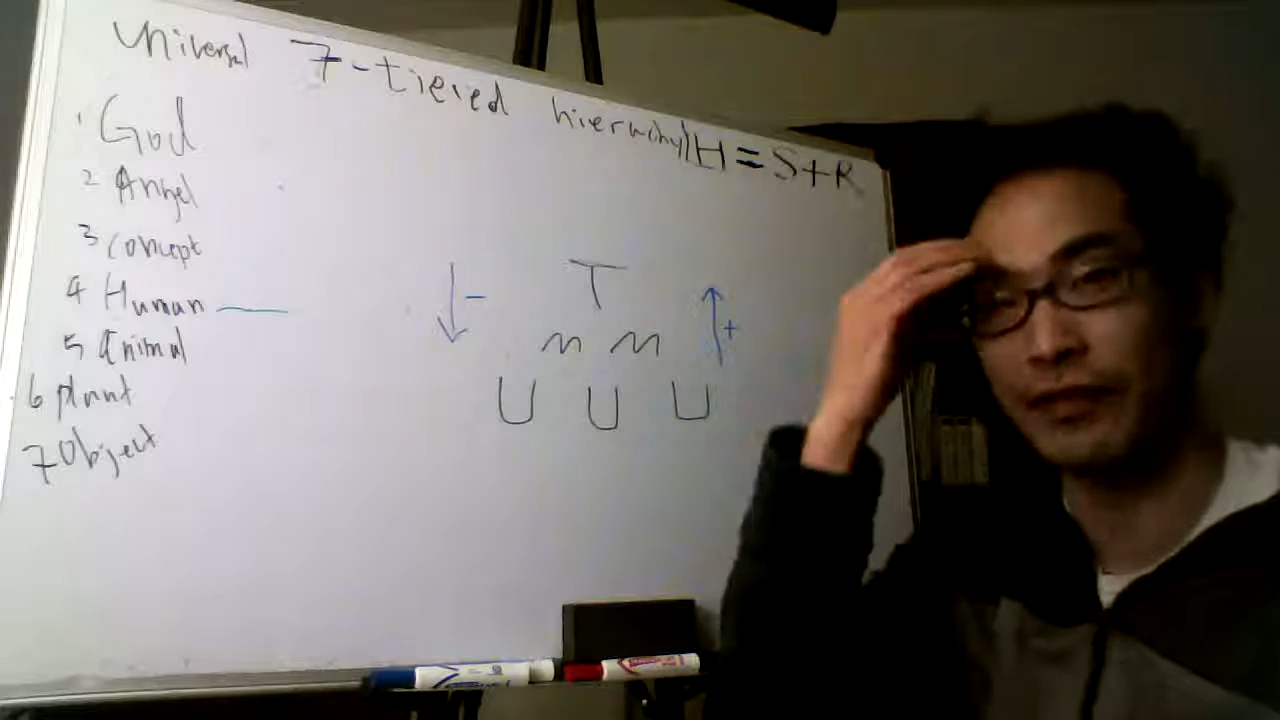 Universal 7-tiered hierarchy H = S+R
1 God
2 Angel
3 Concept
4 Human
5 Animal
6 plant
7 Object
↓ - T ↑ +
m m
U U U